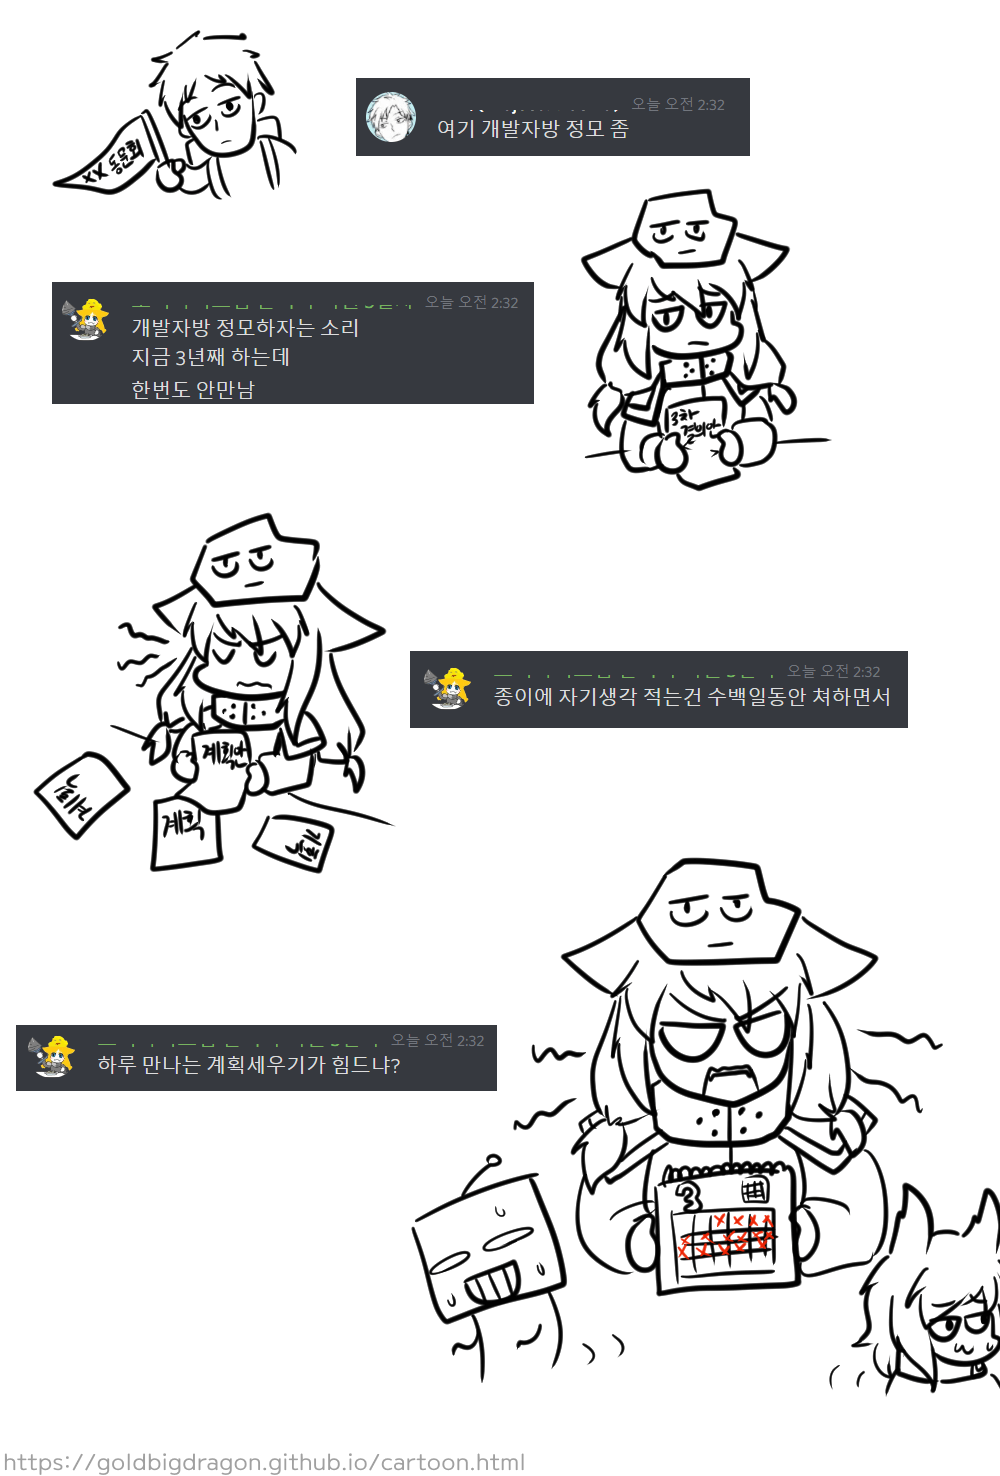 XX 동문회
오늘 오전 2:32
여기 개발자방 정모 좀
오늘 오전 2:32
개발자방 정모하자는 소리
지금 3년째 하는데
한번도 안만남
3차
결의안
오늘 오전 2:32
종이에 자기생각 적는건 수백일동안 처하면서
계획안
계획
오늘 오전 2:32
하루 만나는 계획세우기가 힘드냐?
3
https://goldbigdragon.github.io/cartoon.html